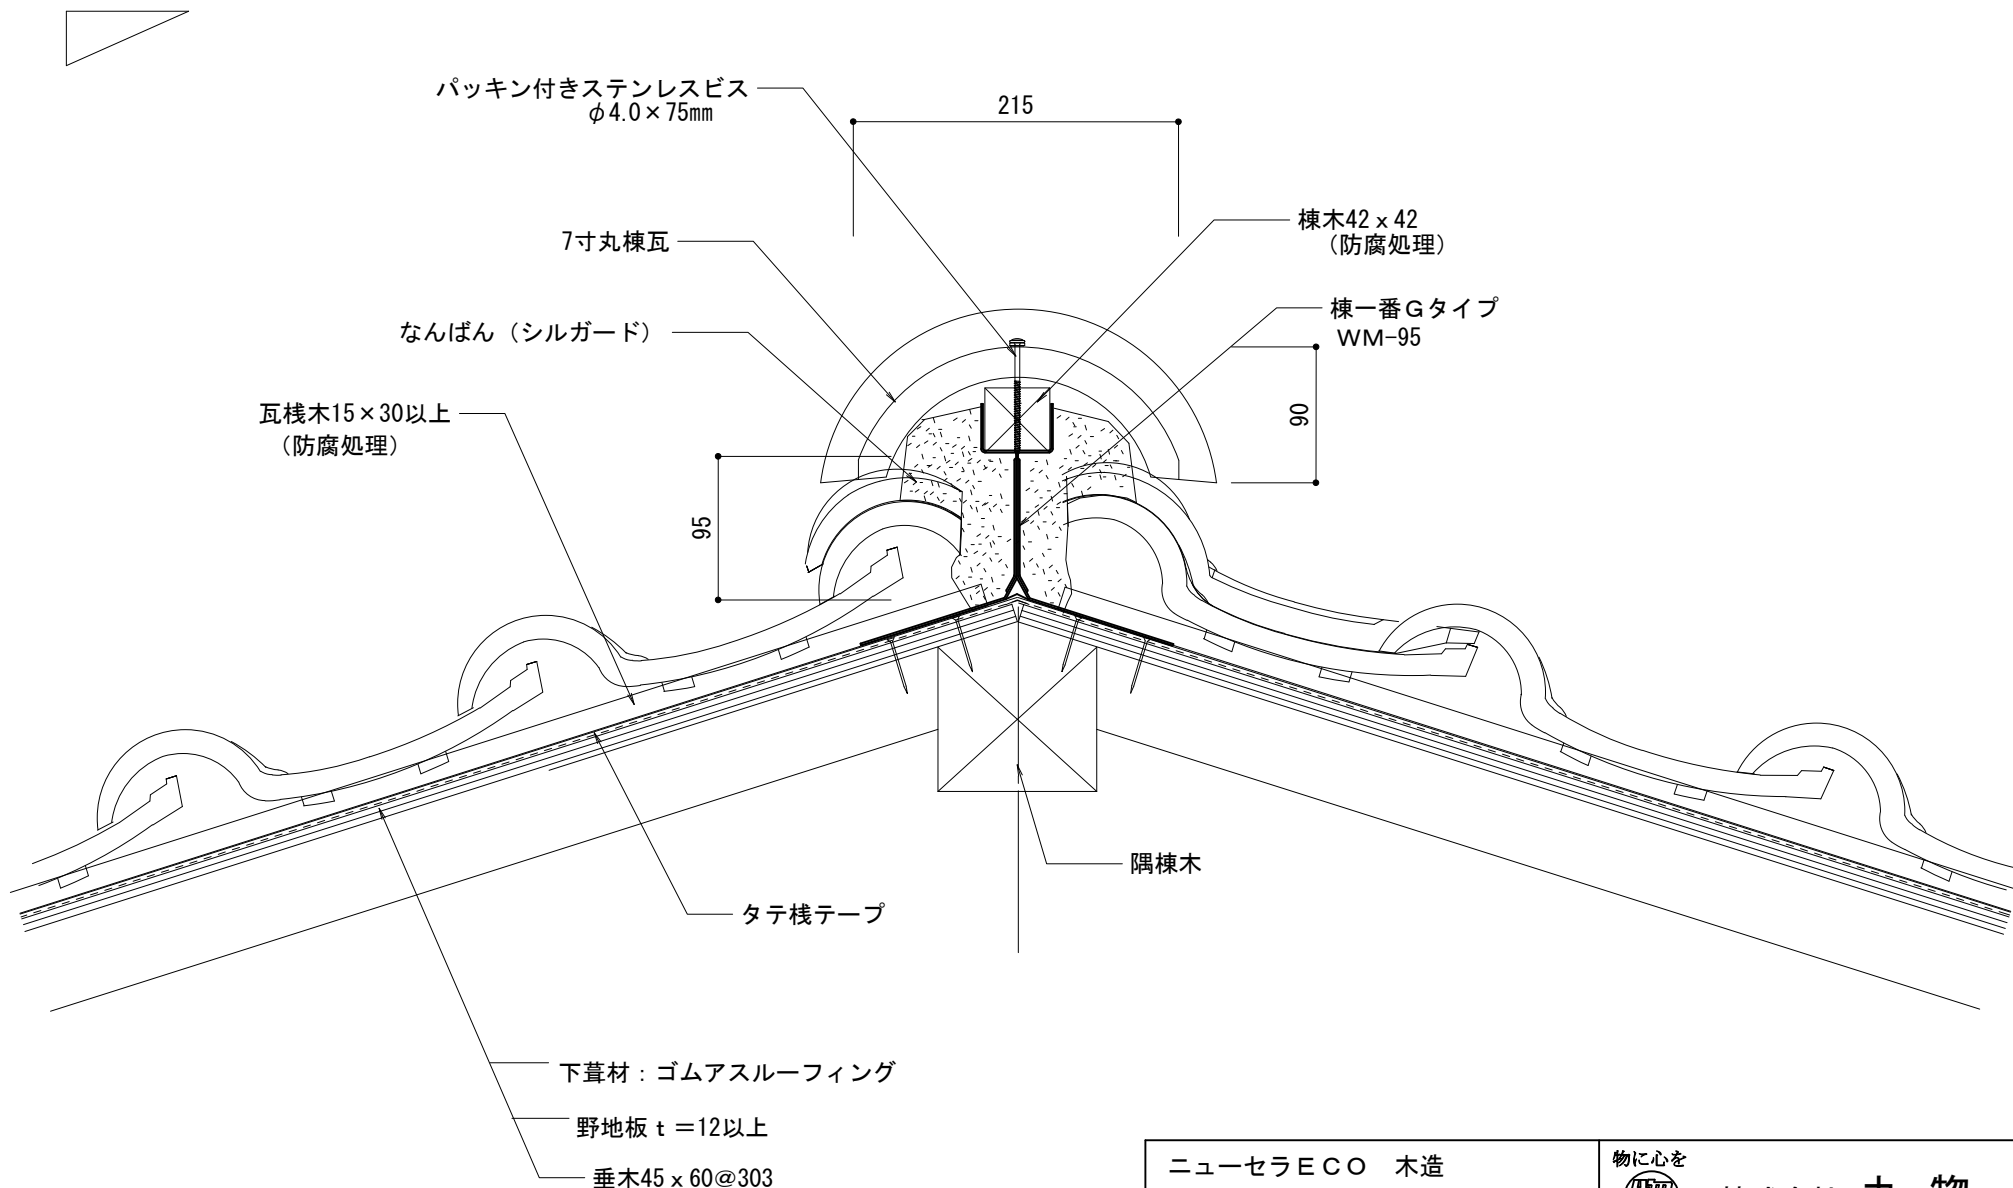 パッキン付きステンレスビス
φ4.0×75mm
215
棟木42ｘ42
（防腐処理）
7寸丸棟瓦
棟一番Ｇタイプ
ＷＭ-95
なんばん（シルガード）
90
瓦桟木15×30以上
（防腐処理）
95
隅棟木
タテ桟テープ
下葺材：ゴムアスルーフィング
野地板ｔ＝12以上
垂木45ｘ60@303
ニューセラＥＣＯ　木造
物に心を